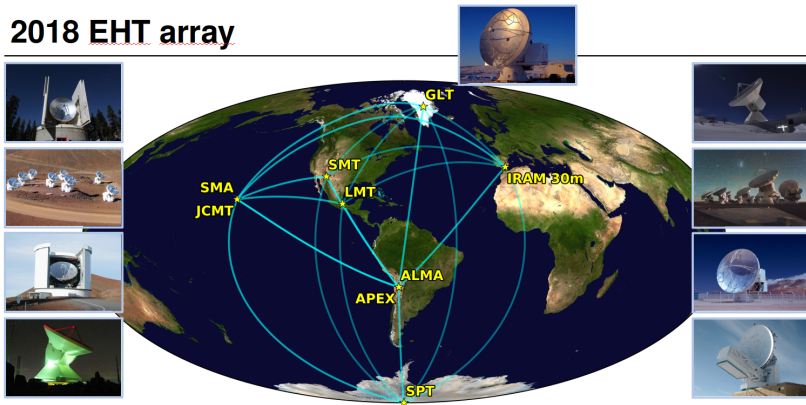 2018 EHT array
GLT
SMT
IRAM 30m
SMA
LMT
JCMT
ALMA
APEX
SPT